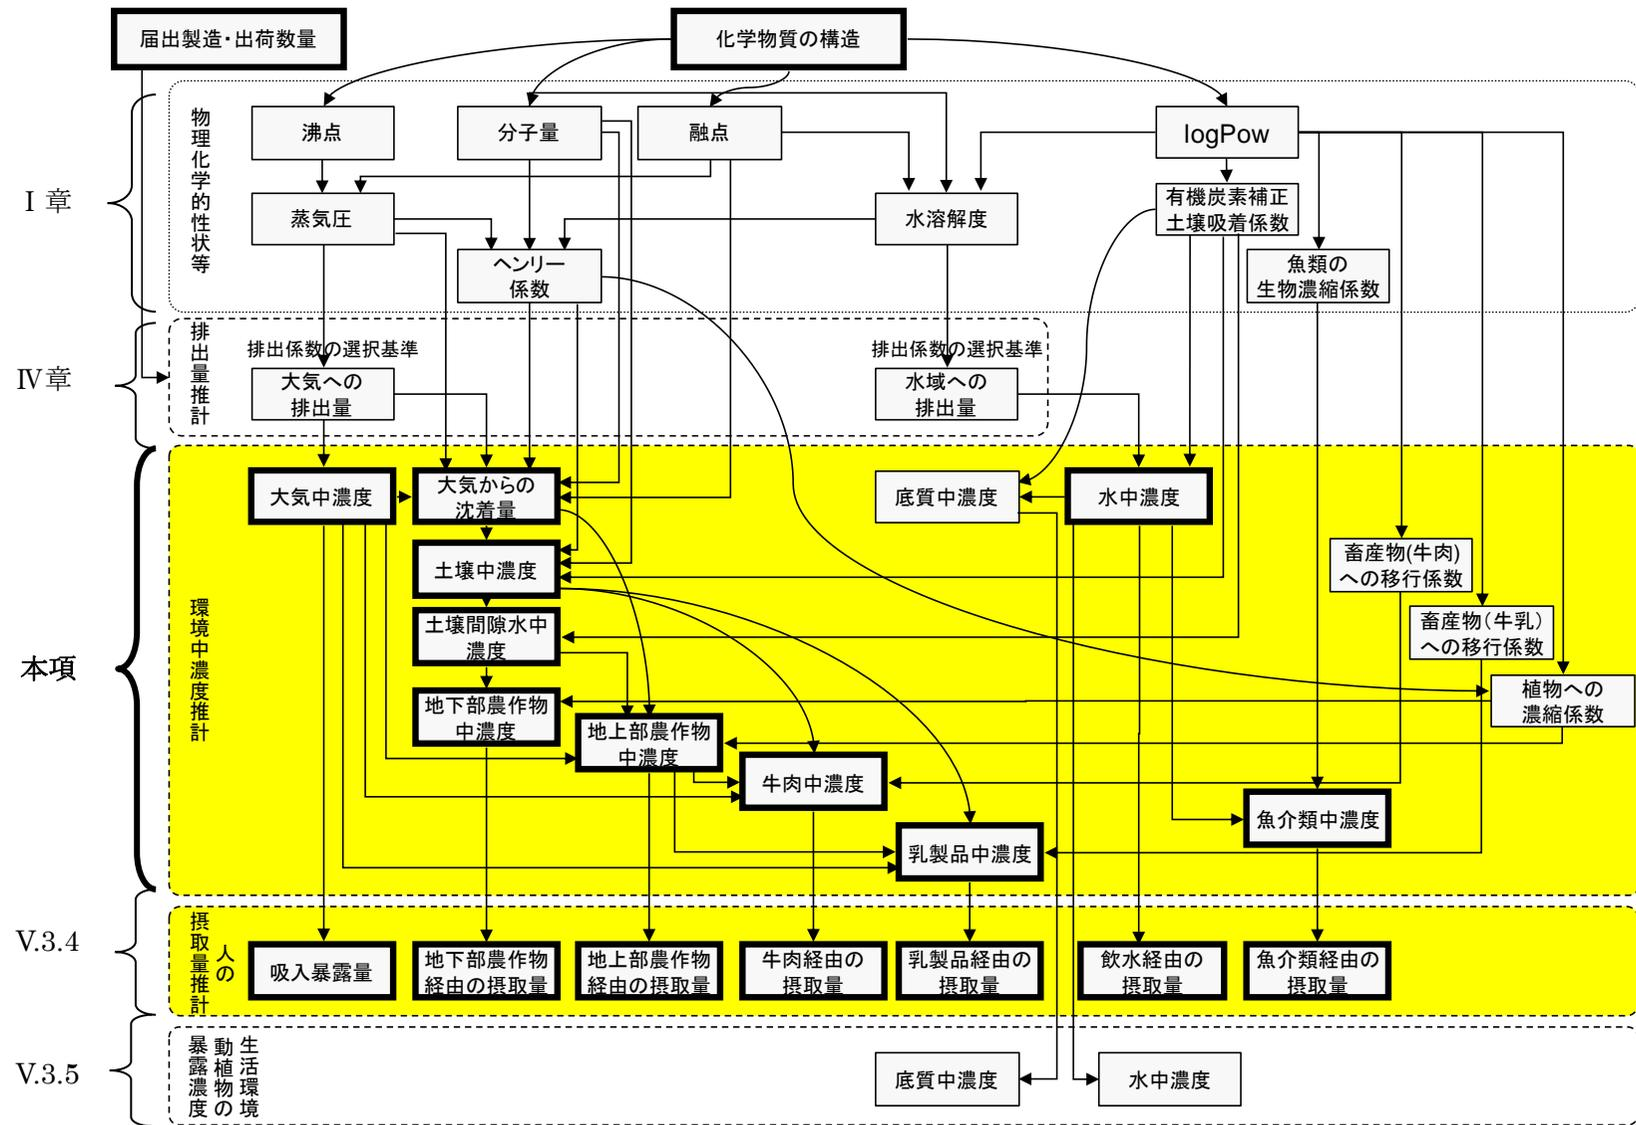 届出製造・出荷数量
化学物質の構造
Ⅰ章
物理化学的性状等
沸点
分子量
融点
logPow
蒸気圧
水溶解度
有機炭素補正
土壌吸着係数
ヘンリー
係数
魚類の
生物濃縮係数
Ⅳ章
排出量推計
排出係数の選択基準
排出係数の選択基準
大気への
排出量
水域への
排出量
本項
環境中濃度推計
大気中濃度
大気からの
沈着量
底質中濃度
水中濃度
土壌中濃度
畜産物(牛肉)
への移行係数
土壌間隙水中
濃度
畜産物(牛乳)
への移行係数
地下部農作物
中濃度
植物への
濃縮係数
地上部農作物
中濃度
牛肉中濃度
魚介類中濃度
乳製品中濃度
V.3.4
人の
摂取量推計
吸入暴露量
地下部農作物
経由の摂取量
地上部農作物
経由の摂取量
牛肉経由の
摂取量
乳製品経由の
摂取量
飲水経由の
摂取量
魚介類経由の
摂取量
V.3.5
生活環境
動植物の
暴露濃度
底質中濃度
水中濃度